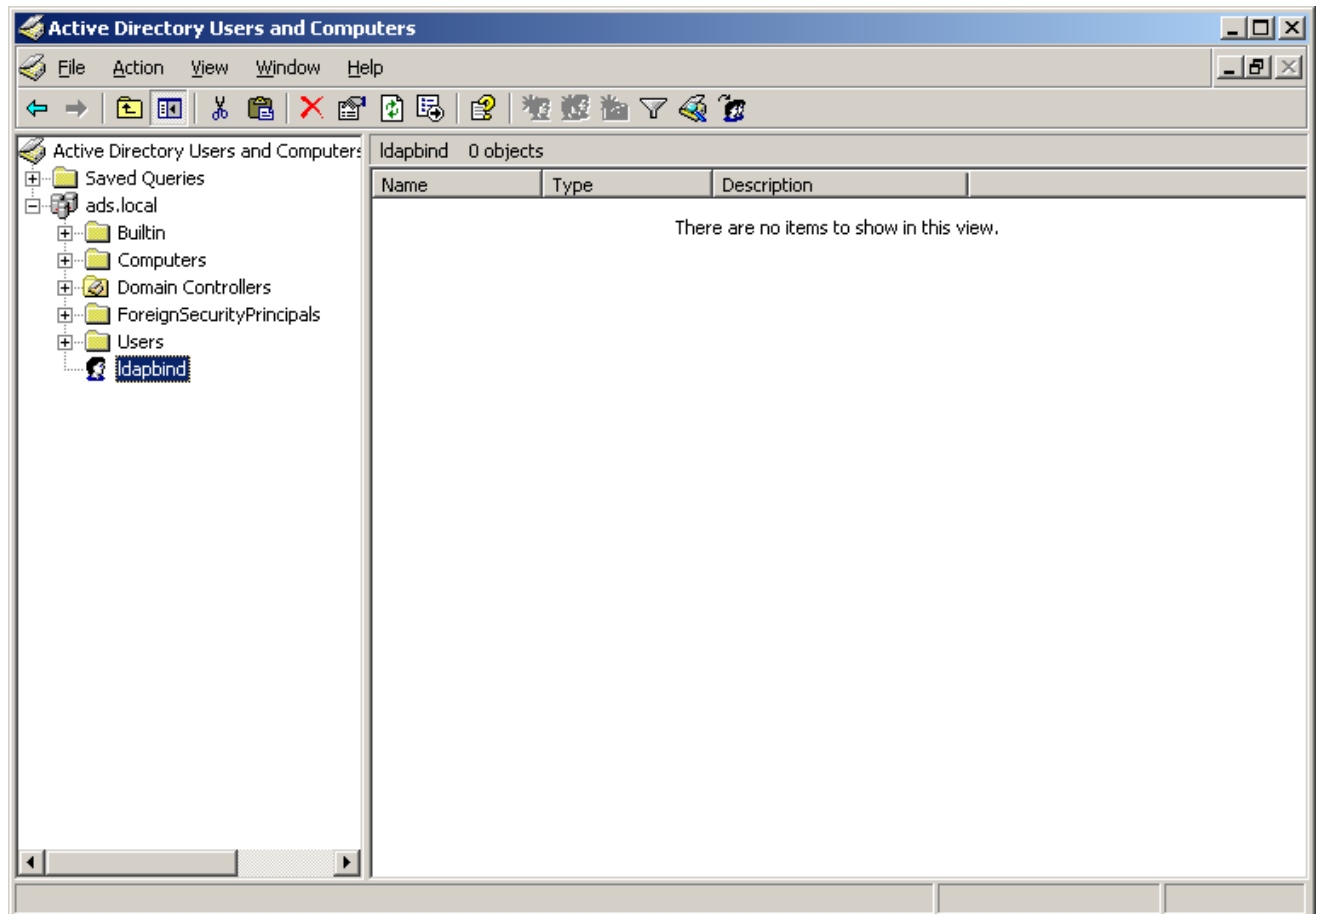 Active Directory Users and Computers
File Action View Window Help
Active Directory Users and Computers
ldapbind 0 objects
Saved Queries
Name Type Description
ads.local
There are no items to show in this view.
Builtin
Computers
Domain Controllers
ForeignSecurityPrincipals
Users
ldapbind